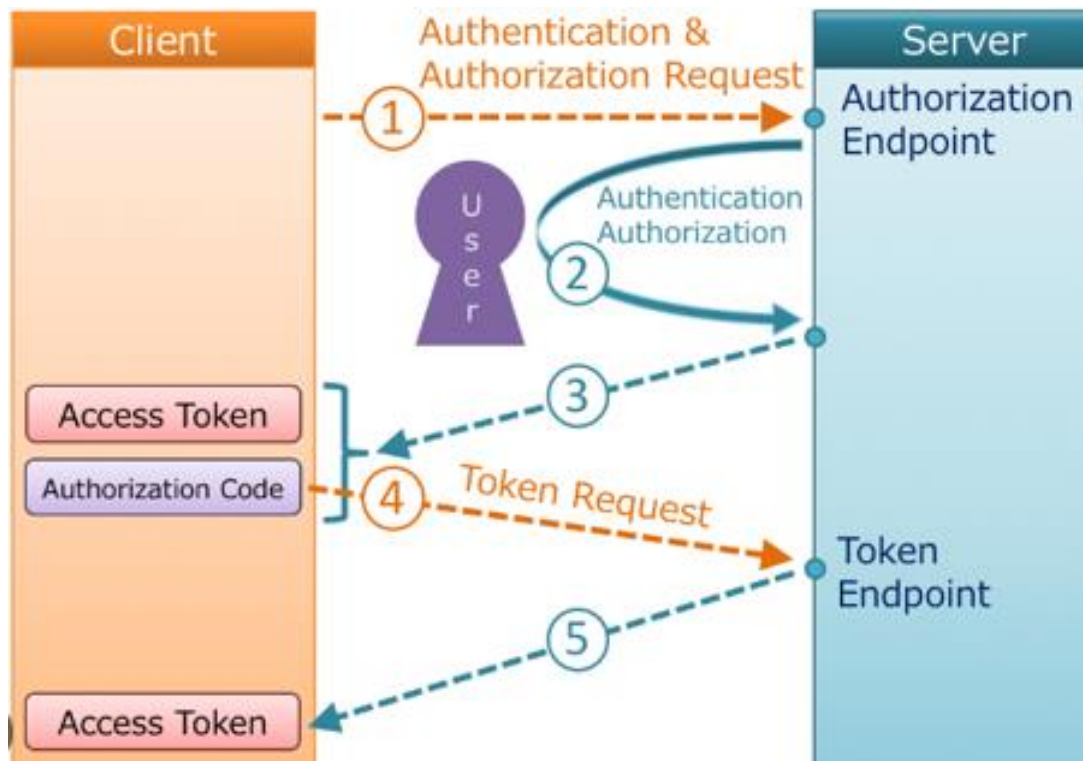 Client
Authentication &
Authorization Request
Server
1
Authorization
Endpoint
User
Authentication
Authorization
2
3
Access Token
Authorization Code
4
Token Request
Token
Endpoint
5
Access Token